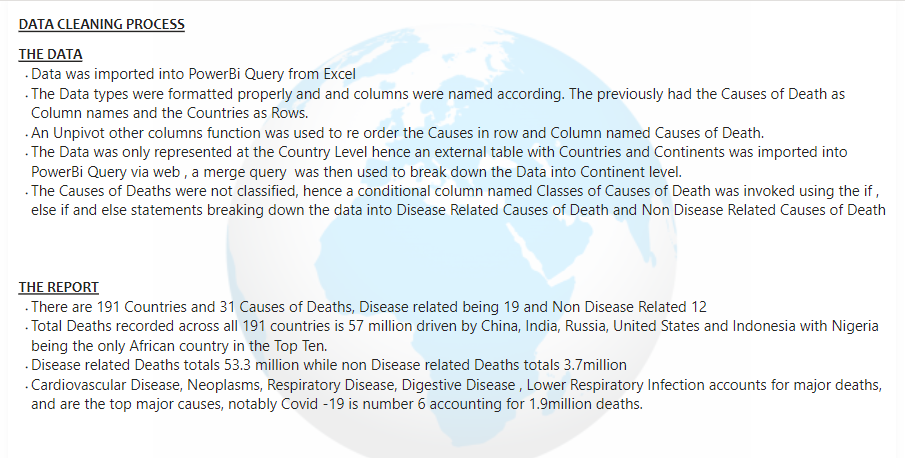 DATA CLEANING PROCESS
THE DATA
· Data was imported into PowerBi Query from Excel
· The Data types were formatted properly and and columns were named according. The previously had the Causes of Death as
Column names and the Countries as Rows.
· An Unpivot other columns function was used to re order the Causes in row and Column named Causes of Death.
· The Data was only represented at the Country Level hence an external table with Countries and Continents was imported into
PowerBi Query via web , a merge query was then used to break down the Data into Continent level.
· The Causes of Deaths were not classified, hence a conditional column named Classes of Causes of Death was invoked using the if ,
else if and else statements breaking down the data into Disease Related Causes of Death and Non Disease Related Causes of Death
THE REPORT
· There are 191 Countries and 31 Causes of Deaths, Disease related being 19 and Non Disease Related 12
· Total Deaths recorded across all 191 countries is 57 million driven by China, India, Russia, United States and Indonesia with Nigeria
being the only African country in the Top Ten.
· Disease related Deaths totals 53.3 million while non Disease related Deaths totals 3.7million
· Cardiovascular Disease, Neoplasms, Respiratory Disease, Digestive Disease , Lower Respiratory Infection accounts for major deaths,
and are the top major causes, notably Covid -19 is number 6 accounting for 1.9million deaths.